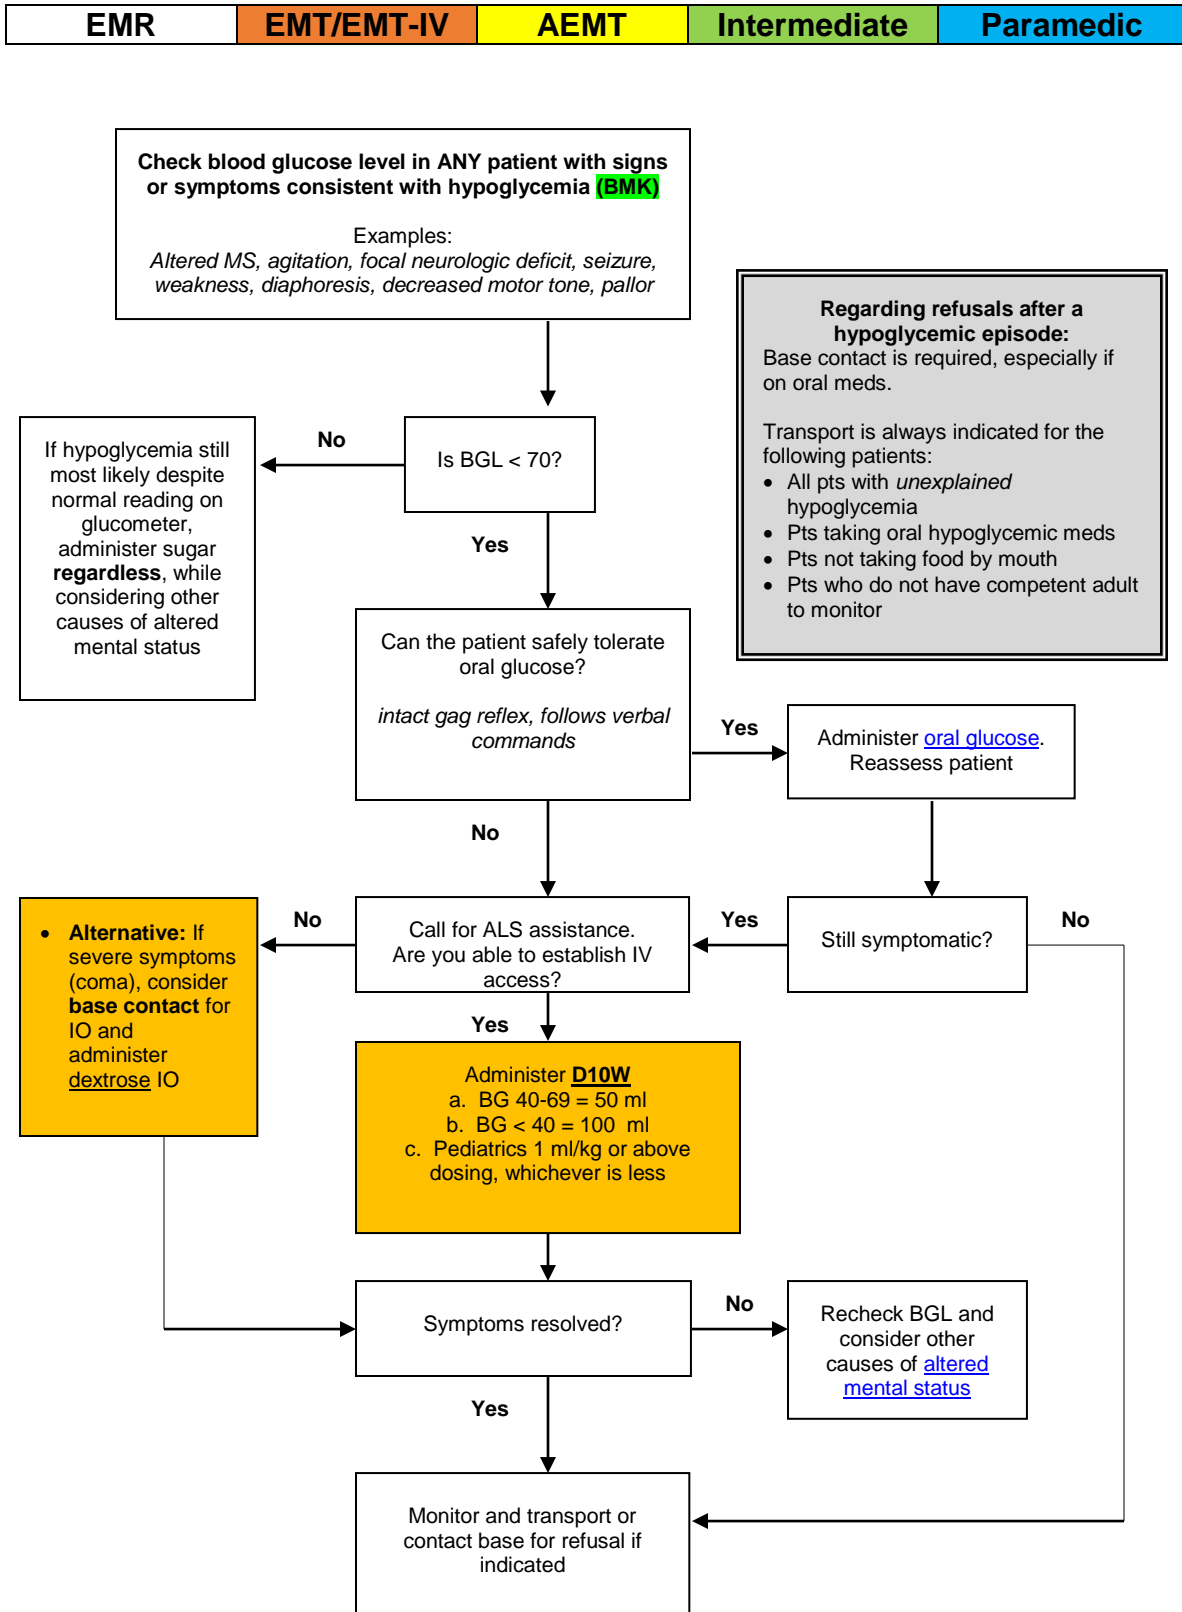 EMR EMT/EMT-IV AEMT Intermediate Paramedic
Check blood glucose level in ANY patient with signs
or symptoms consistent with hypoglycemia (BMK)
Examples:
Altered MS, agitation, focal neurologic deficit, seizure,
weakness, diaphoresis, decreased motor tone, pallor
Regarding refusals after a
hypoglycemic episode:
Base contact is required, especially if
on oral meds.
Transport is always indicated for the
following patients:
• All pts with unexplained
hypoglycemia
• Pts taking oral hypoglycemic meds
• Pts not taking food by mouth
• Pts who do not have competent adult
to monitor
Is BGL < 70?
No
If hypoglycemia still
most likely despite
normal reading on
glucometer,
administer sugar
regardless, while
considering other
causes of altered
mental status
Yes
Can the patient safely tolerate
oral glucose?
intact gag reflex, follows verbal
commands
Yes
Administer oral glucose.
Reassess patient
No
Call for ALS assistance.
Are you able to establish IV
access?
Yes
Still symptomatic?
No
No
• Alternative: If
severe symptoms
(coma), consider
base contact for
IO and
administer
dextrose IO
Yes
Administer D10W
a. BG 40-69 = 50 ml
b. BG < 40 = 100 ml
c. Pediatrics 1 ml/kg or above
dosing, whichever is less
Symptoms resolved?
No
Recheck BGL and
consider other
causes of altered
mental status
Yes
Monitor and transport or
contact base for refusal if
indicated